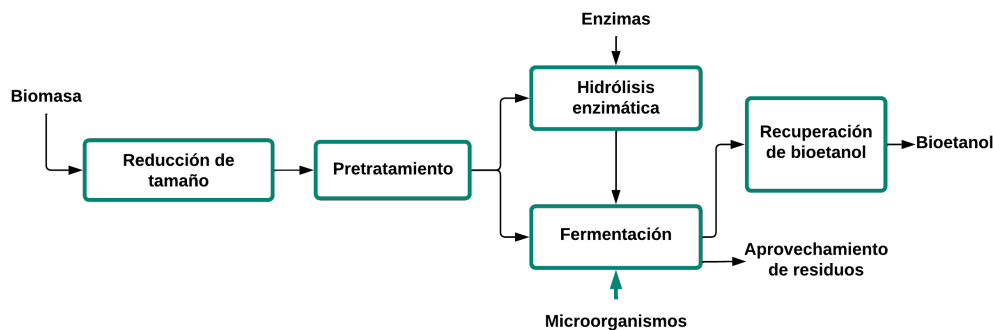 Biomasa
Reducción de
tamaño
Pretratamiento
Enzimas
Hidrólisis
enzimática
Fermentación
Microorganismos
Recuperación
de bioetanol
Bioetanol
Aprovechamiento
de residuos